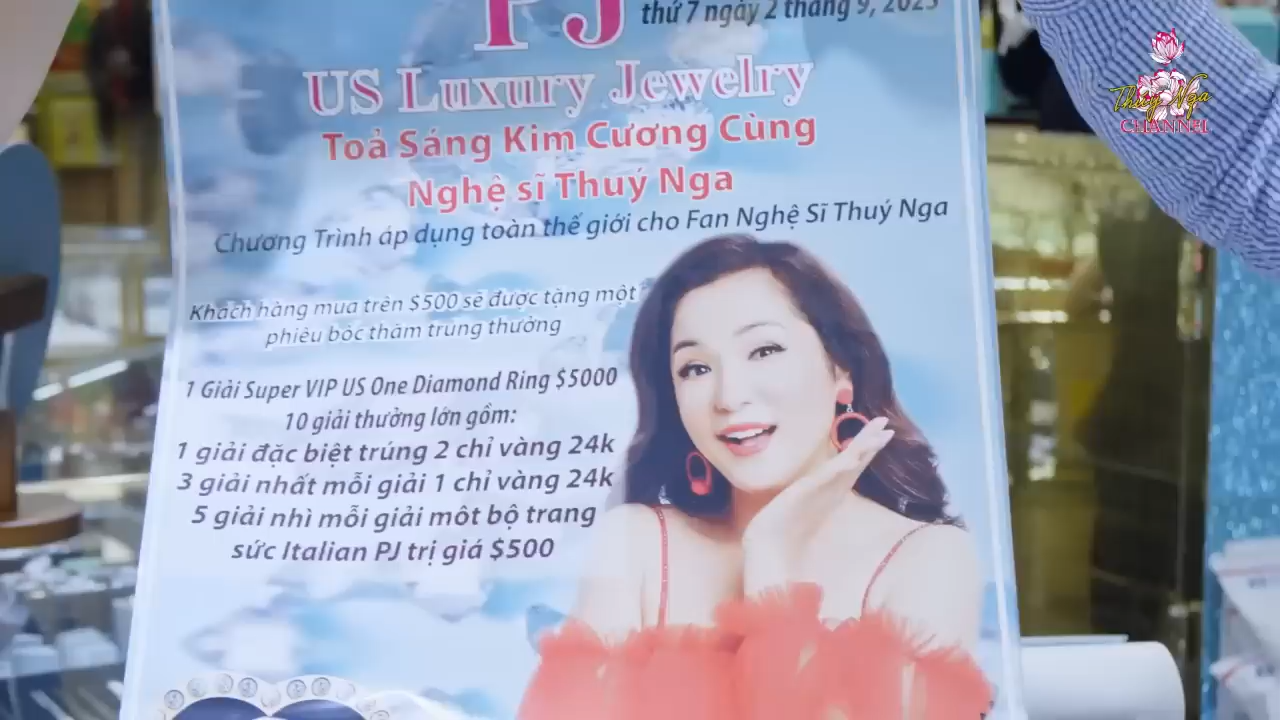 PJ
thứ 7 ngày 2 tháng 9, 2023
US Luxury Jewelry
Toả Sáng Kim Cương Cùng
Nghệ sĩ Thuý Nga
Chương Trình áp dụng toàn thế giới cho Fan Nghệ Sĩ Thuý Nga
Khách hàng mua trên $500 sẽ được tặng một
phiếu bốc thăm trúng thưởng
1 Giải Super VIP US One Diamond Ring $5000
10 giải thưởng lớn gồm:
1 giải đặc biệt trúng 2 chỉ vàng 24k
3 giải nhất mỗi giải 1 chỉ vàng 24k
5 giải nhì mỗi giải môt bộ trang
sức Italian PJ trị giá $500
Thúy Nga
CHANNEL